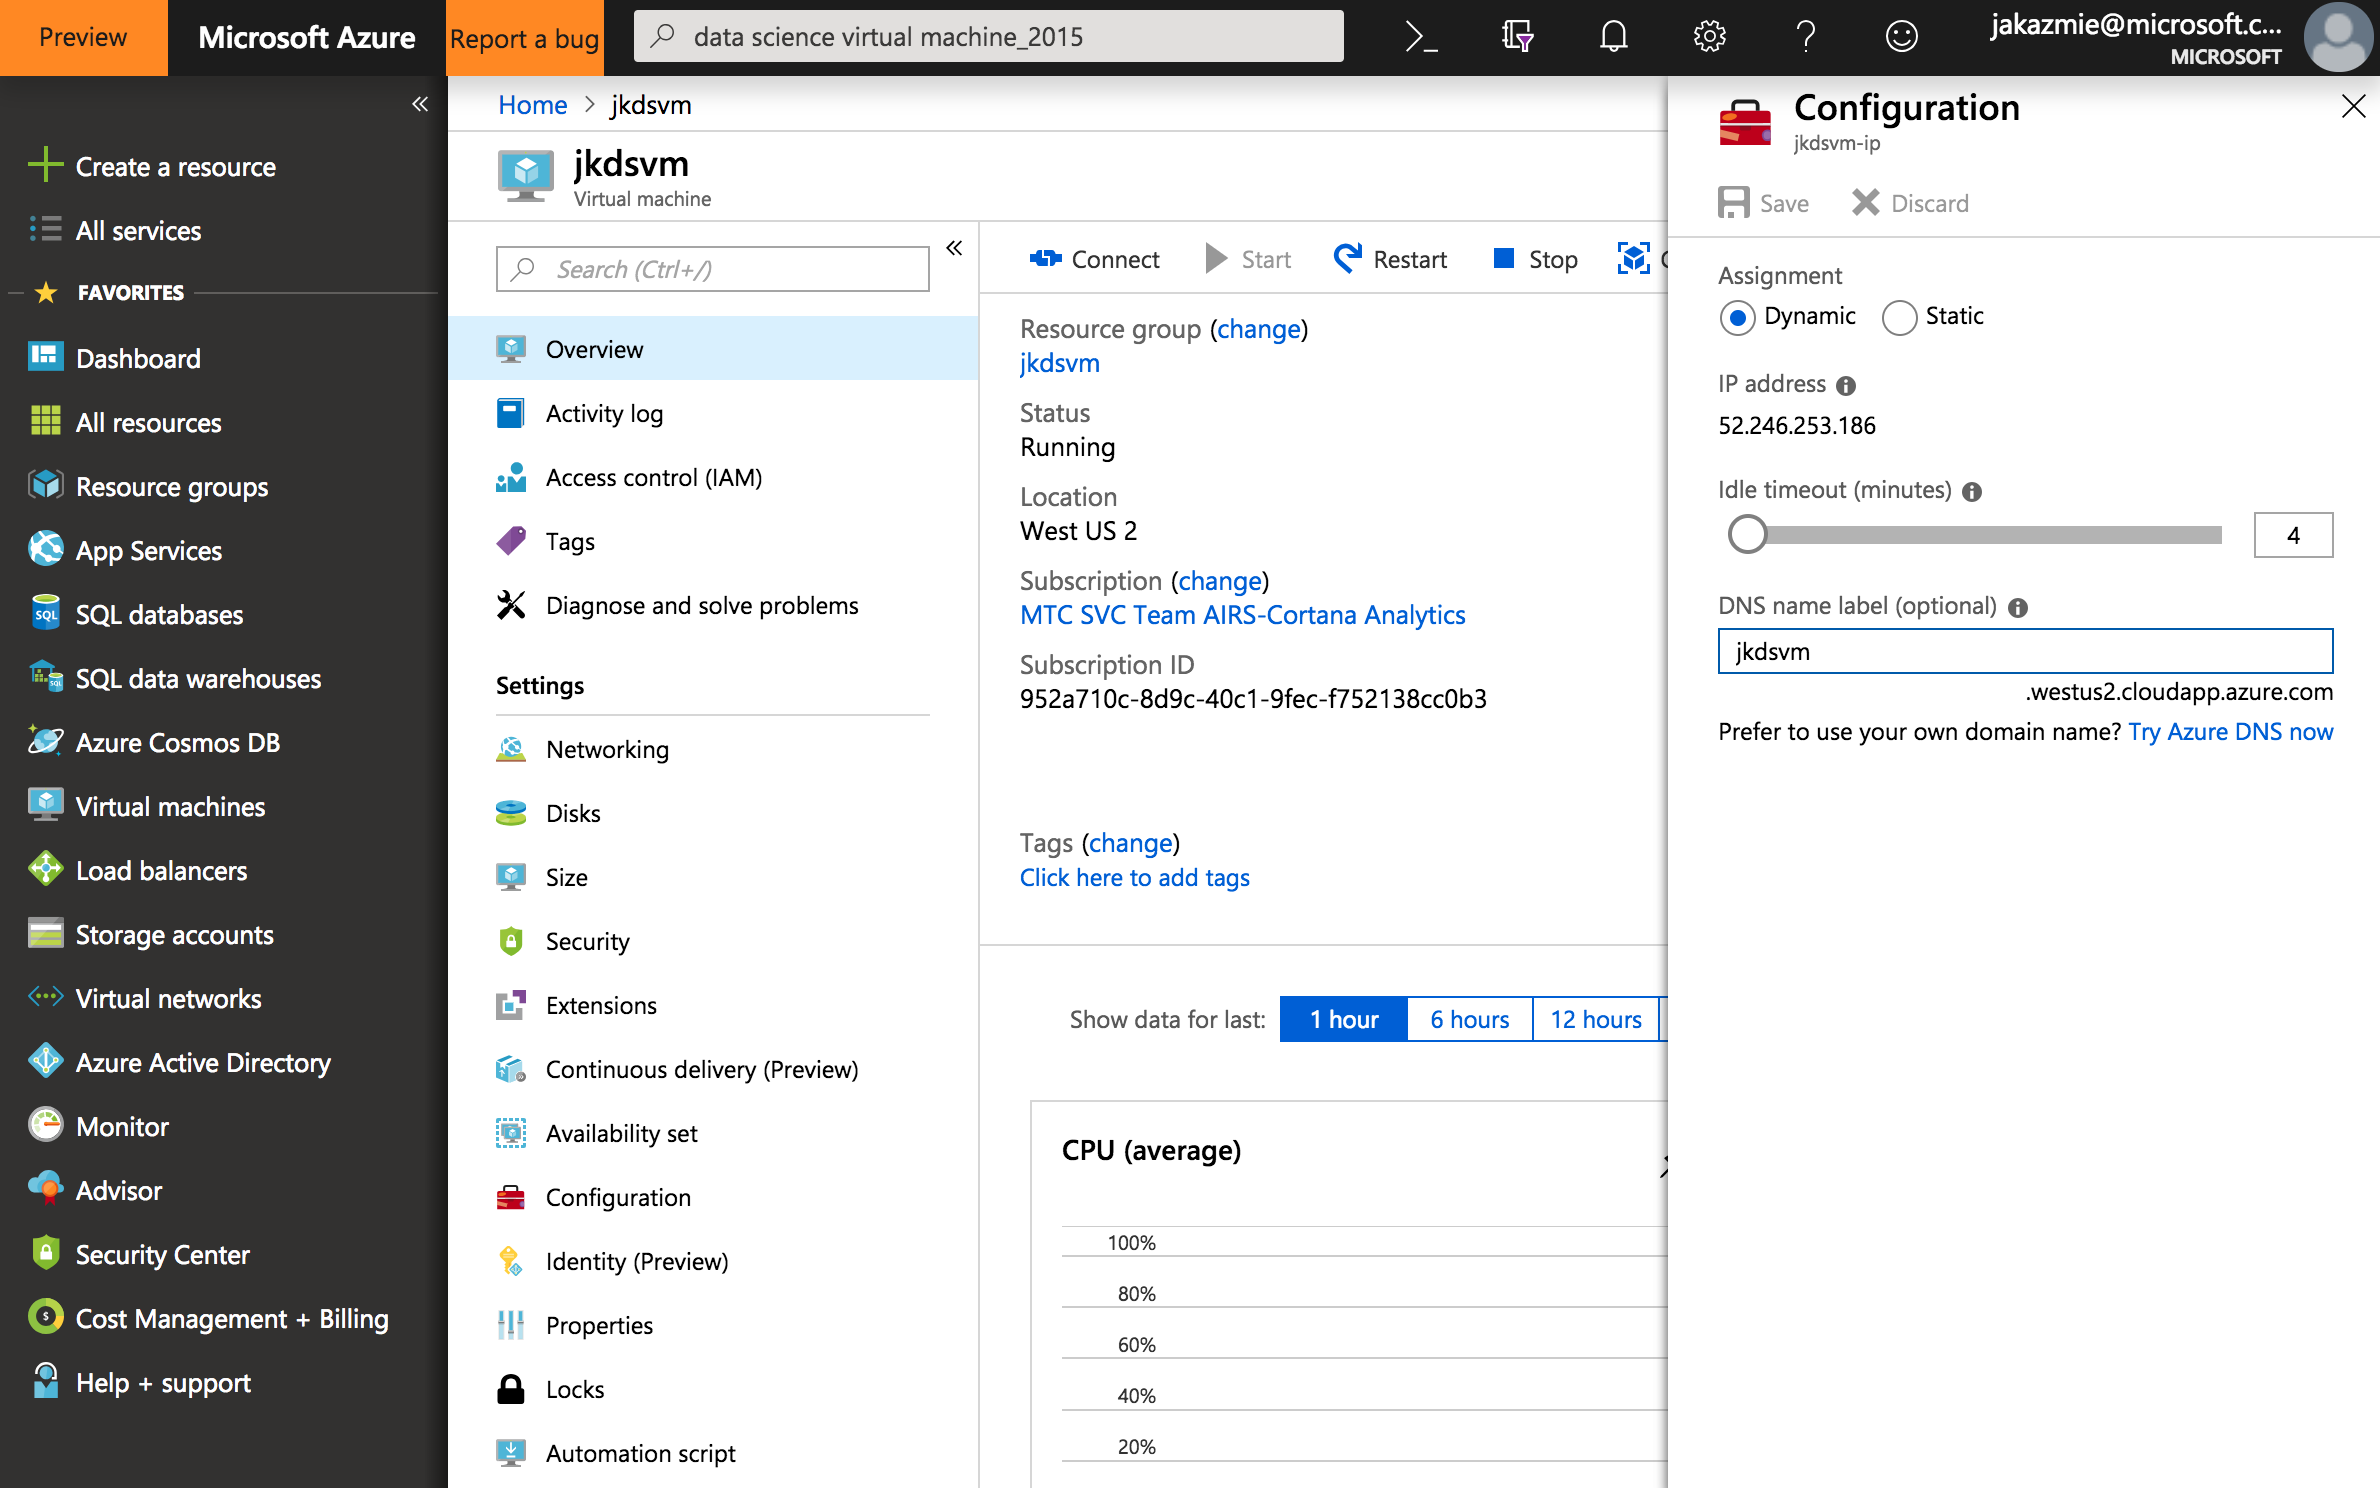 Preview
Microsoft Azure
Report a bug
data science virtual machine_2015
jakazmie@microsoft.c...
MICROSOFT
Create a resource
All services
FAVORITES
Dashboard
All resources
Resource groups
App Services
SQL databases
SQL data warehouses
Azure Cosmos DB
Virtual machines
Load balancers
Storage accounts
Virtual networks
Azure Active Directory
Monitor
Advisor
Security Center
Cost Management + Billing
Help + support
Home > jkdsvm
jkdsvm
Virtual machine
Search (Ctrl+/)
Overview
Activity log
Access control (IAM)
Tags
Diagnose and solve problems
Settings
Networking
Disks
Size
Security
Extensions
Continuous delivery (Preview)
Availability set
Configuration
Identity (Preview)
Properties
Locks
Automation script
Connect
Start
Restart
Stop
Resource group (change)
jkdsvm
Status
Running
Location
West US 2
Subscription (change)
MTC SVC Team AIRS-Cortana Analytics
Subscription ID
952a710c-8d9c-40c1-9fec-f752138cc0b3
Tags (change)
Click here to add tags
Show data for last:
1 hour
6 hours
12 hours
CPU (average)
100%
80%
60%
40%
20%
Configuration
jkdsvm-ip
Save
Discard
Assignment
Dynamic
Static
IP address
52.246.253.186
Idle timeout (minutes)
4
DNS name label (optional)
jkdsvm
.westus2.cloudapp.azure.com
Prefer to use your own domain name? Try Azure DNS now